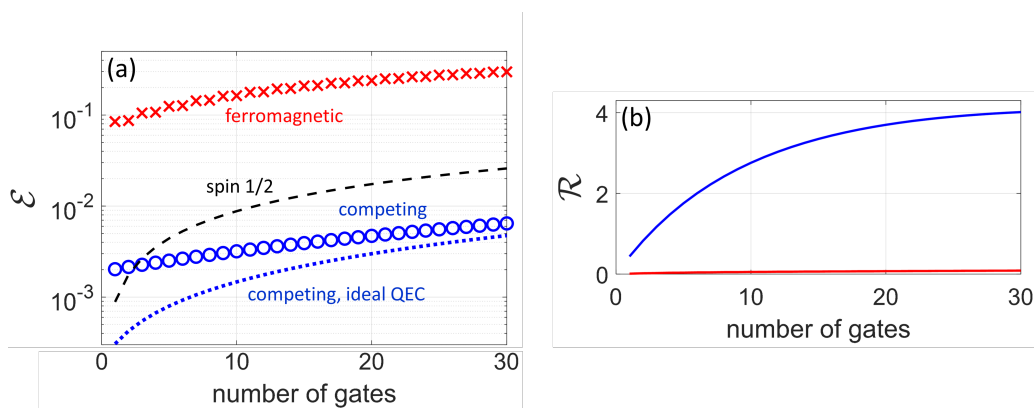 (a)
10⁻¹
ferromagnetic
spin 1/2
ℰ
10⁻²
competing
10⁻³
competing, ideal QEC
0 10 20 30
number of gates
(b)
4
ℛ
2
0
0 10 20 30
number of gates